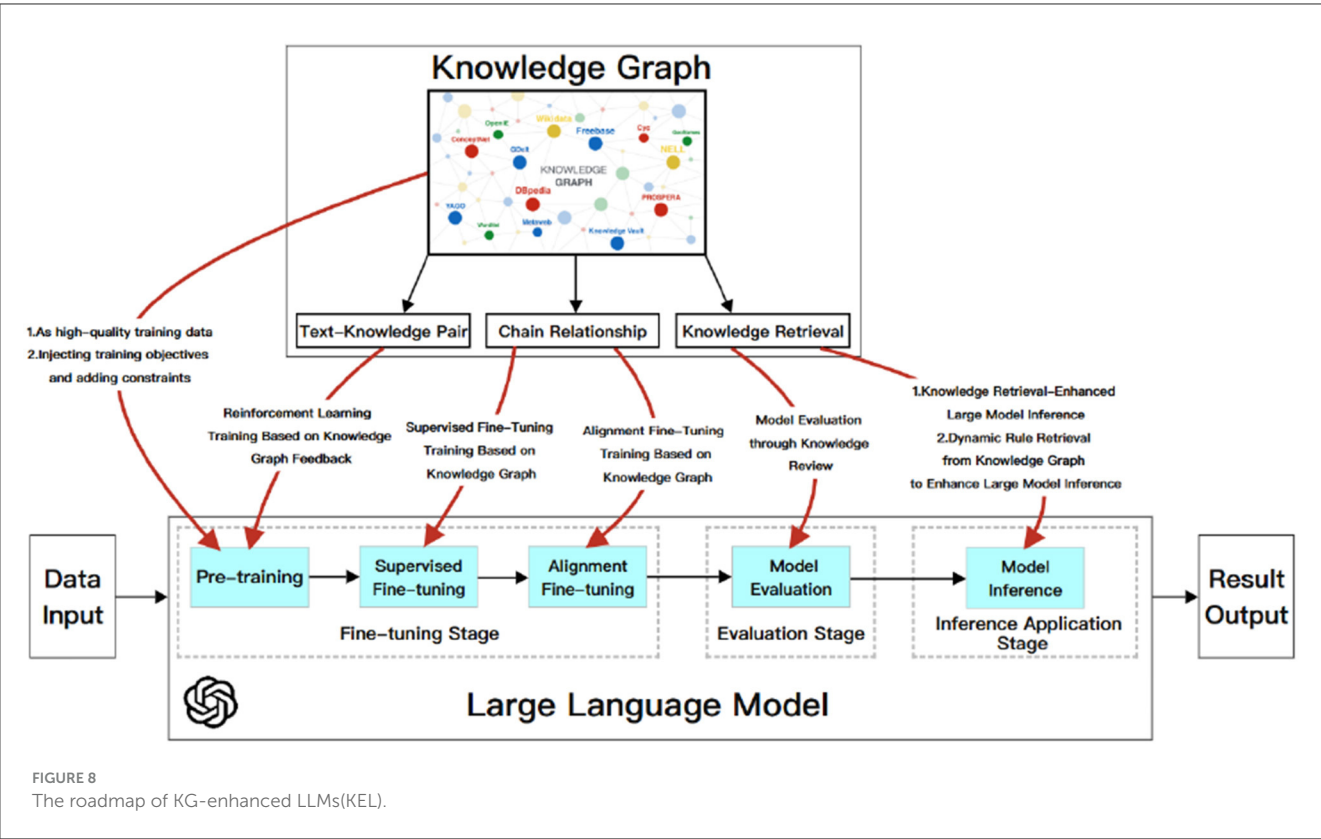 Knowledge Graph
OpenIE
Wikidata
Freebase
Cyc
GeoNames
ConceptNet
GDelt
NELL
KNOWLEDGE
GRAPH
DBpedia
PROSPERA
YAGO
Wordnet
Metaweb
Knowledge Vault
Text-Knowledge Pair
Chain Relationship
Knowledge Retrieval
1.As high-quality training data
2.Injecting training objectives
and adding constraints
Reinforcement Learning
Training Based on Knowledge
Graph Feedback
Supervised Fine-Tuning
Training Based on
Knowledge Graph
Alignment Fine-Tuning
Training Based on
Knowledge Graph
Model Evaluation
through Knowledge
Review
1.Knowledge Retrieval-Enhanced
Large Model Inference
2.Dynamic Rule Retrieval
from Knowledge Graph
to Enhance Large Model Inference
Data
Input
Pre-training
Supervised
Fine-tuning
Alignment
Fine-tuning
Fine-tuning Stage
Model
Evaluation
Evaluation Stage
Model
Inference
Inference Application
Stage
Result
Output
Large Language Model
FIGURE 8
The roadmap of KG-enhanced LLMs(KEL).